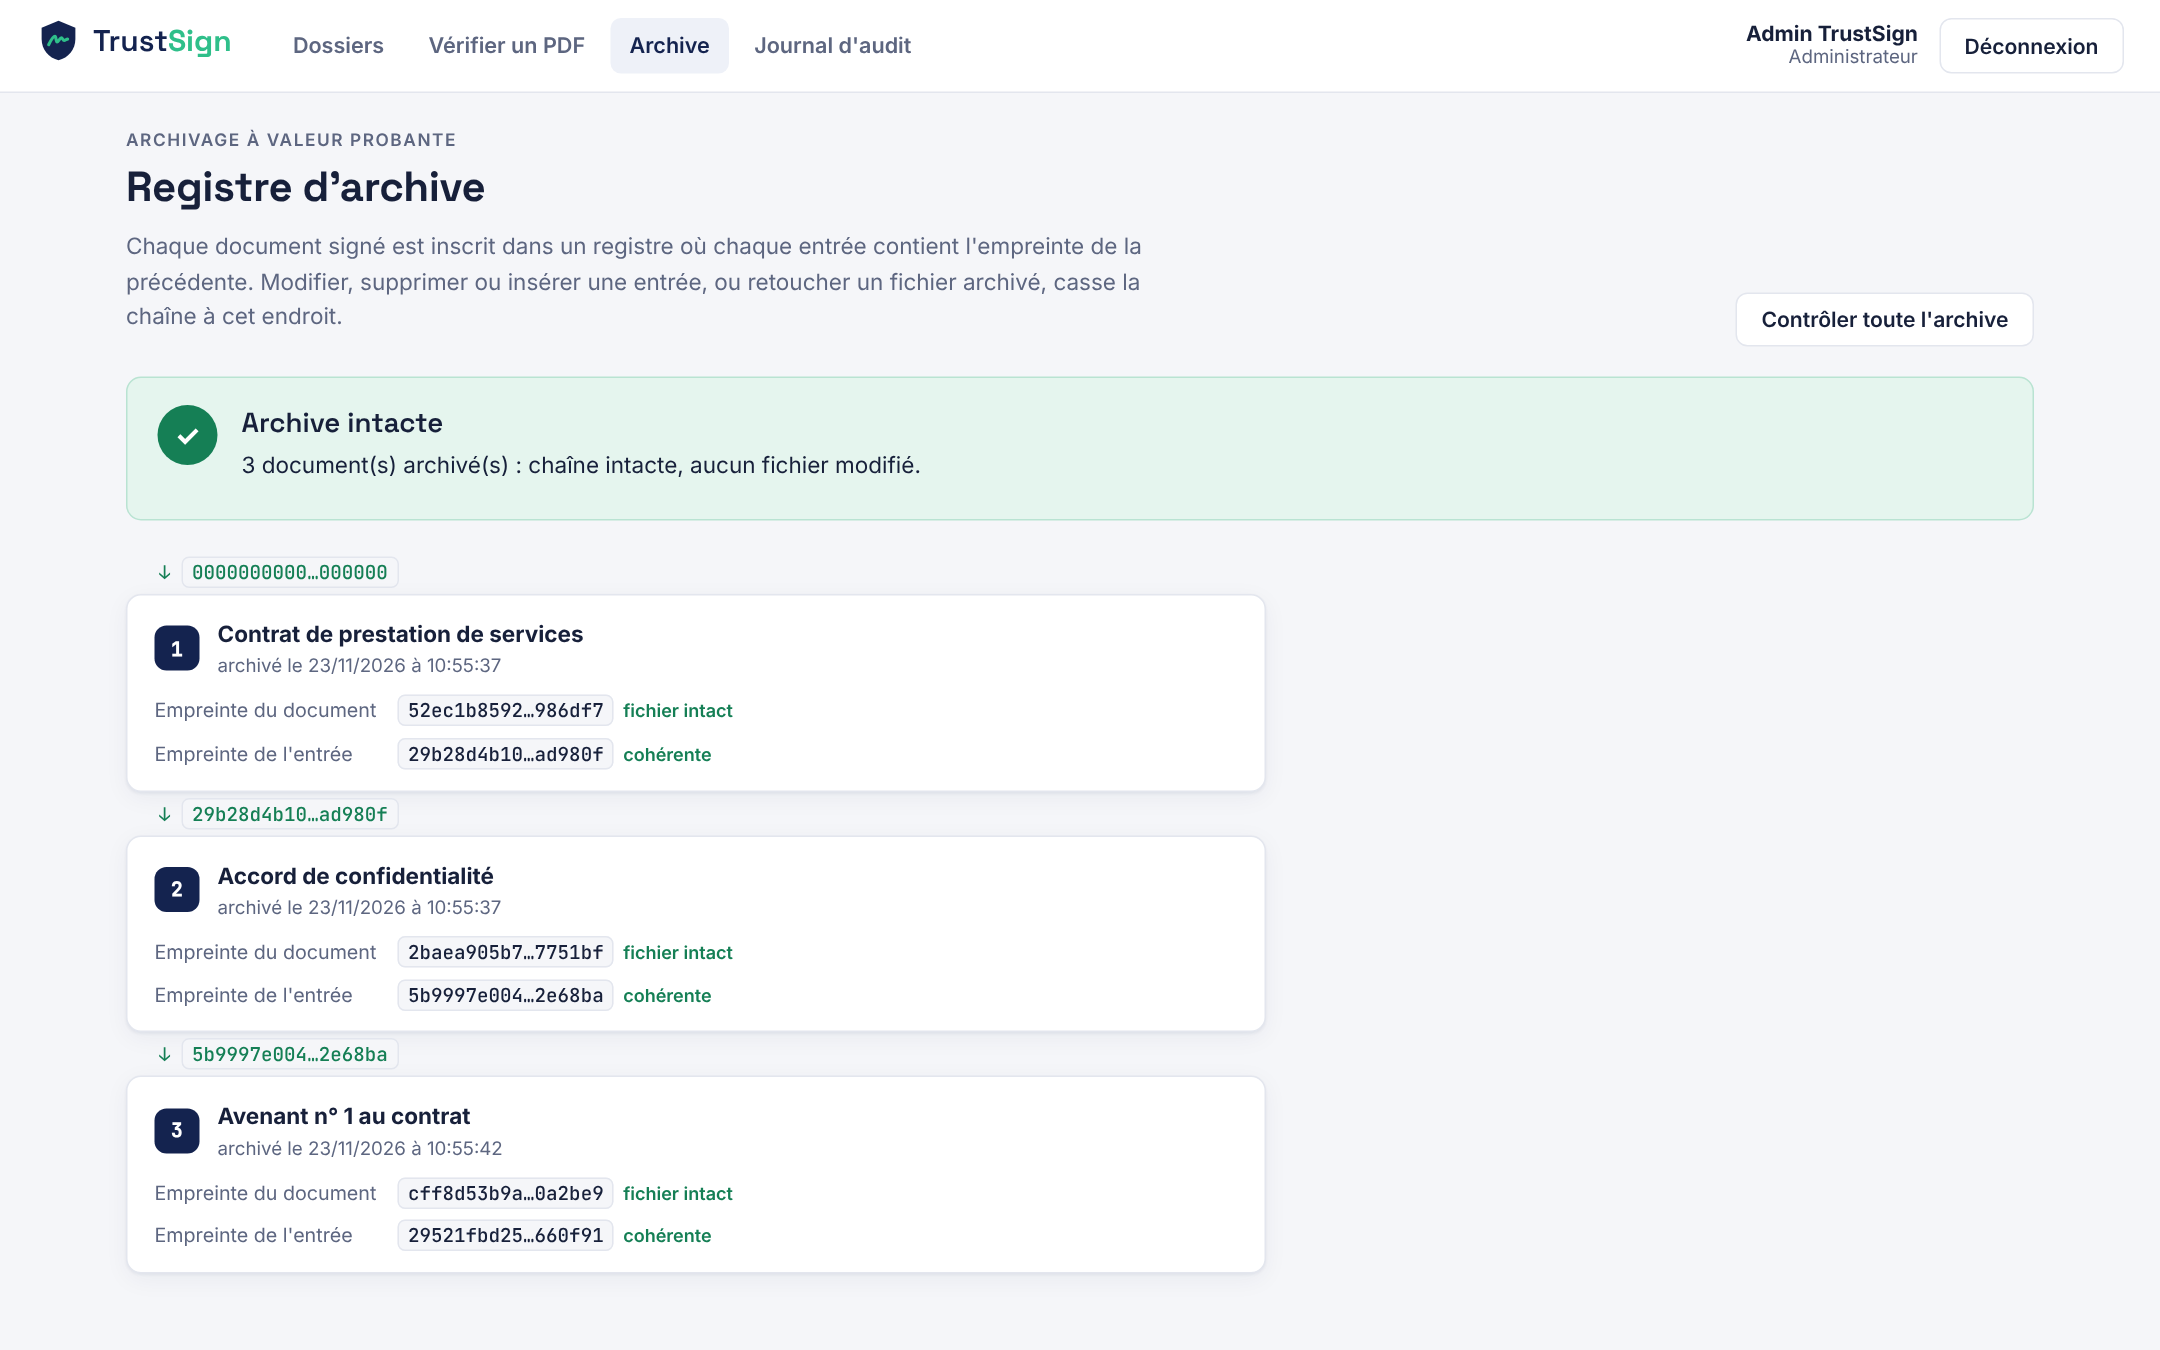 TrustSign
Dossiers
Vérifier un PDF
Archive
Journal d'audit
Admin TrustSign
Administrateur
Déconnexion
ARCHIVAGE À VALEUR PROBANTE
Registre d’archive
Chaque document signé est inscrit dans un registre où chaque entrée contient l'empreinte de la
précédente. Modifier, supprimer ou insérer une entrée, ou retoucher un fichier archivé, casse la
chaîne à cet endroit.
Contrôler toute l'archive
Archive intacte
3 document(s) archivé(s) : chaîne intacte, aucun fichier modifié.
↓ 0000000000…000000
1
Contrat de prestation de services
archivé le 23/11/2026 à 10:55:37
Empreinte du document 52ec1b8592…986df7 fichier intact
Empreinte de l'entrée 29b28d4b10…ad980f cohérente
↓ 29b28d4b10…ad980f
2
Accord de confidentialité
archivé le 23/11/2026 à 10:55:37
Empreinte du document 2baea905b7…7751bf fichier intact
Empreinte de l'entrée 5b9997e004…2e68ba cohérente
↓ 5b9997e004…2e68ba
3
Avenant n° 1 au contrat
archivé le 23/11/2026 à 10:55:42
Empreinte du document cff8d53b9a…0a2be9 fichier intact
Empreinte de l'entrée 29521fbd25…660f91 cohérente